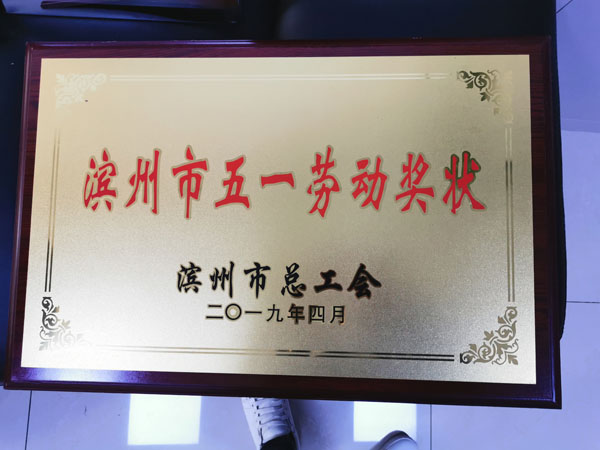 滨州市五一劳动奖状
滨州市总工会
二〇一九年四月